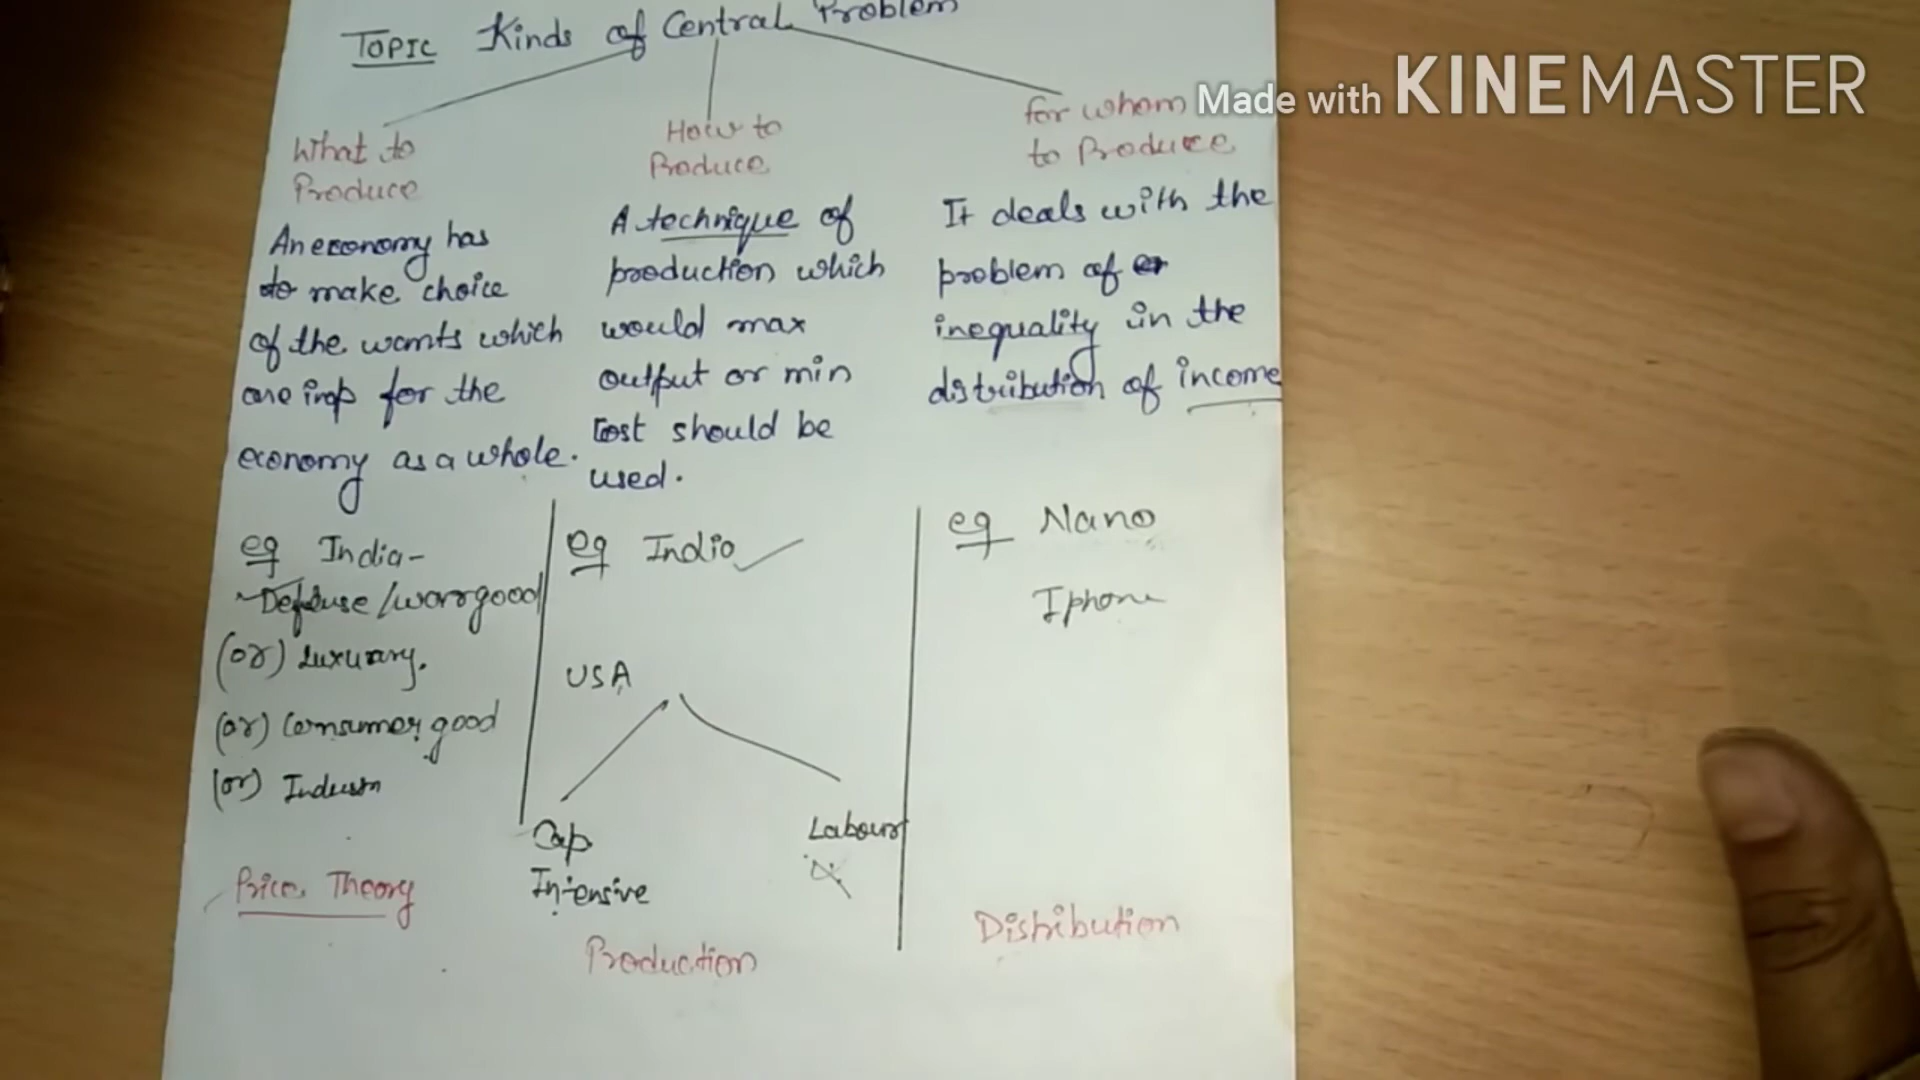 TOPIC Kinds of Central Problem
Made with KINEMASTER
What to
Produce
An economy has
to make choice
of the wants which
are imp for the
economy as a whole.
eg India-
Defense/war good
(or) Luxuary.
(or) Consumer good
(or)
Price Theory
How to
Produce
A technique of
production which
would max
output or min
cost should be
used.
eg India
USA
Cap
Intensive
Labour
Production
for whom
to Produce
It deals with the
problem of
inequality in the
distribution of income
eg Nano
Iphone
Distribution